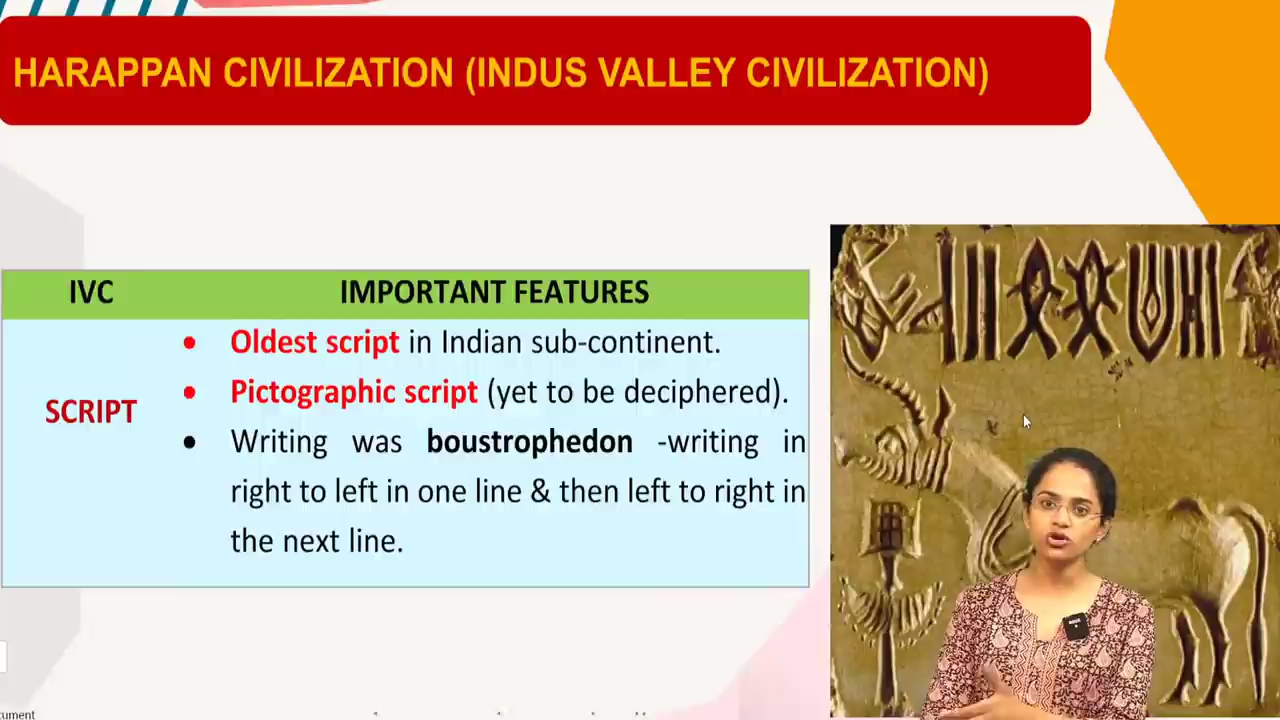 HARAPPAN CIVILIZATION (INDUS VALLEY CIVILIZATION)
IVC IMPORTANT FEATURES
SCRIPT
• Oldest script in Indian sub-continent.
• Pictographic script (yet to be deciphered).
• Writing was boustrophedon -writing in
right to left in one line & then left to right in
the next line.